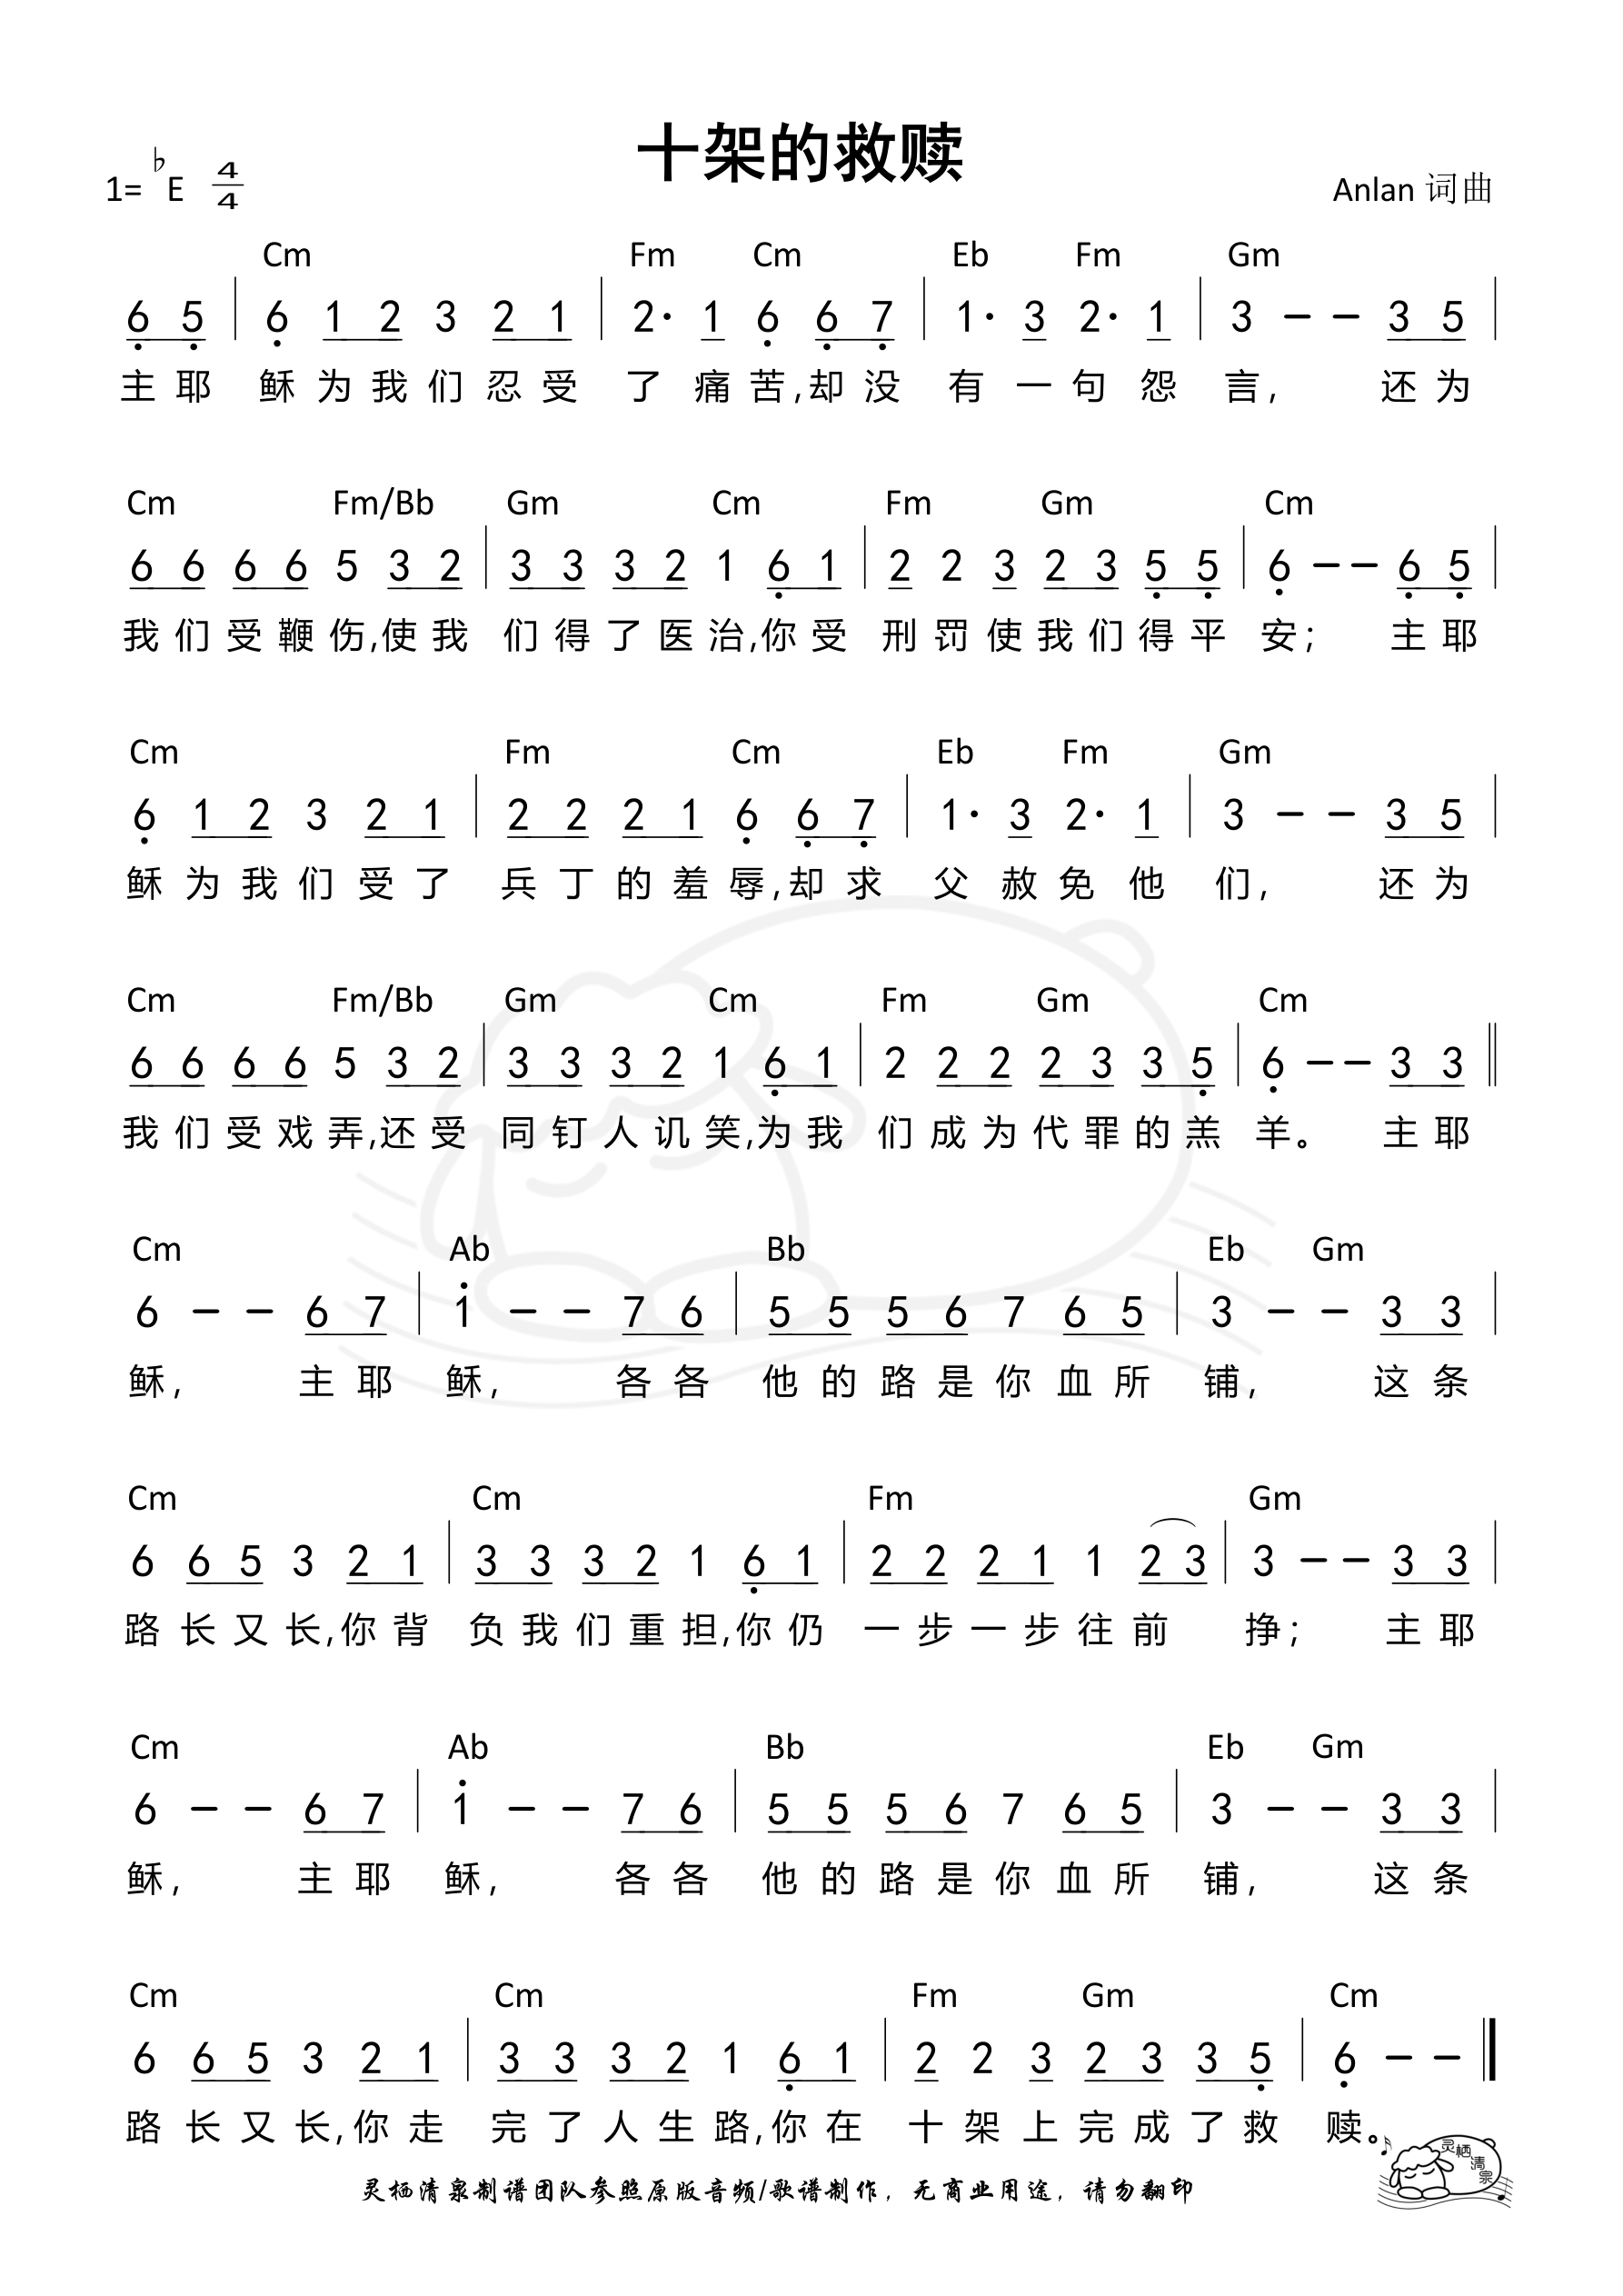 十架的救赎
1= ♭E 4/4
Anlan 词曲
Cm Fm Cm Eb Fm Gm
6̣ 5̣ | 6̣ 1 2 3 2 1 | 2· 1 6̣ 6̣ 7̣ | 1· 3 2· 1 | 3 – – 3 5 |
主耶 稣为我们忍受 了痛苦,却没 有一句怨 言, 还为
Cm Fm/Bb Gm Cm Fm Gm Cm
6 6 6 6 5 3 2 | 3 3 3 2 1 6̣ 1 | 2 2 3 2 3 5̣ 5̣ | 6̣ – – 6̣ 5̣ |
我们受鞭伤,使我 们得了医治,你受 刑罚使我们得平 安; 主耶
Cm Fm Cm Eb Fm Gm
6̣ 1 2 3 2 1 | 2 2 2 1 6̣ 6̣ 7̣ | 1· 3 2· 1 | 3 – – 3 5 |
稣为我们受了 兵丁的羞辱,却求 父赦免他 们, 还为
Cm Fm/Bb Gm Cm Fm Gm Cm
6 6 6 6 5 3 2 | 3 3 3 2 1 6̣ 1 | 2 2 2 2 3 3 5̣ | 6̣ – – 3 3 ‖
我们受戏弄,还受 同钉人讥笑,为我 们成为代罪的羔 羊。 主耶
Cm Ab Bb Eb Gm
6 – – 6 7 | 1̇ – – 7 6 | 5 5 5 6 7 6 5 | 3 – – 3 3 |
稣, 主耶 稣, 各各 他的路是你血所 铺, 这条
Cm Cm Fm Gm
6 6 5 3 2 1 | 3 3 3 2 1 6̣ 1 | 2 2 2 1 1 2 3 | 3 – – 3 3 |
路长又长,你背 负我们重担,你仍 一步一步往前 挣; 主耶
Cm Ab Bb Eb Gm
6 – – 6 7 | 1̇ – – 7 6 | 5 5 5 6 7 6 5 | 3 – – 3 3 |
稣, 主耶 稣, 各各 他的路是你血所 铺, 这条
Cm Cm Fm Gm Cm
6 6 5 3 2 1 | 3 3 3 2 1 6̣ 1 | 2 2 3 2 3 3 5̣ | 6̣ – – ‖
路长又长,你走 完了人生路,你在 十架上完成了救 赎。
灵栖清泉
灵栖清泉制谱团队参照原版音频/歌谱制作，无商业用途，请勿翻印